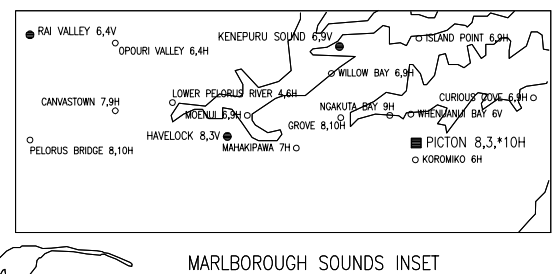 RAI VALLEY 6,4V
KENEPURU SOUND 6,9V
ISLAND POINT 6,9H
OPOURI VALLEY 6,4H
WILLOW BAY 6,9H
LOWER PELORUS RIVER 4,6H
CURIOUS COVE 6,9H
CANVASTOWN 7,9H
NGAKUTA BAY 9H
MOENUI 6,9H
WHENUANUI BAY 6V
GROVE 8,10H
HAVELOCK 8,3V
PICTON 8,3,*10H
MAHAKIPAWA 7H
PELORUS BRIDGE 8,10H
KOROMIKO 6H
MARLBOROUGH SOUNDS INSET